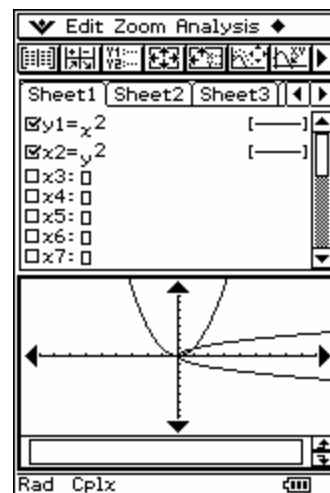 Edit Zoom Analysis ◆
Sheet1 Sheet2 Sheet3
y1=x²  [—]
x2=y²  [—]
x3:
x4:
x5:
x6:
x7:
Rad Cplx